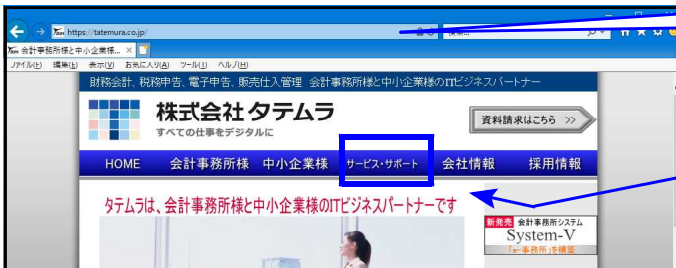 https://tatemura.co.jp/
会計事務所様と中小企業様...
ファイル(F) 編集(E) 表示(V) お気に入り(A) ツール(T) ヘルプ(H)
財務会計、税務申告、電子申告、販売仕入管理 会計事務所様と中小企業様のITビジネスパートナー
株式会社タテムラ
すべての仕事をデジタルに
資料請求はこちら >>
HOME 会計事務所様 中小企業様 サービス・サポート 会社情報 採用情報
タテムラは、会計事務所様と中小企業様のITビジネスパートナーです
新発売 会計事務所システム
System-V
「e-事務所」を構築